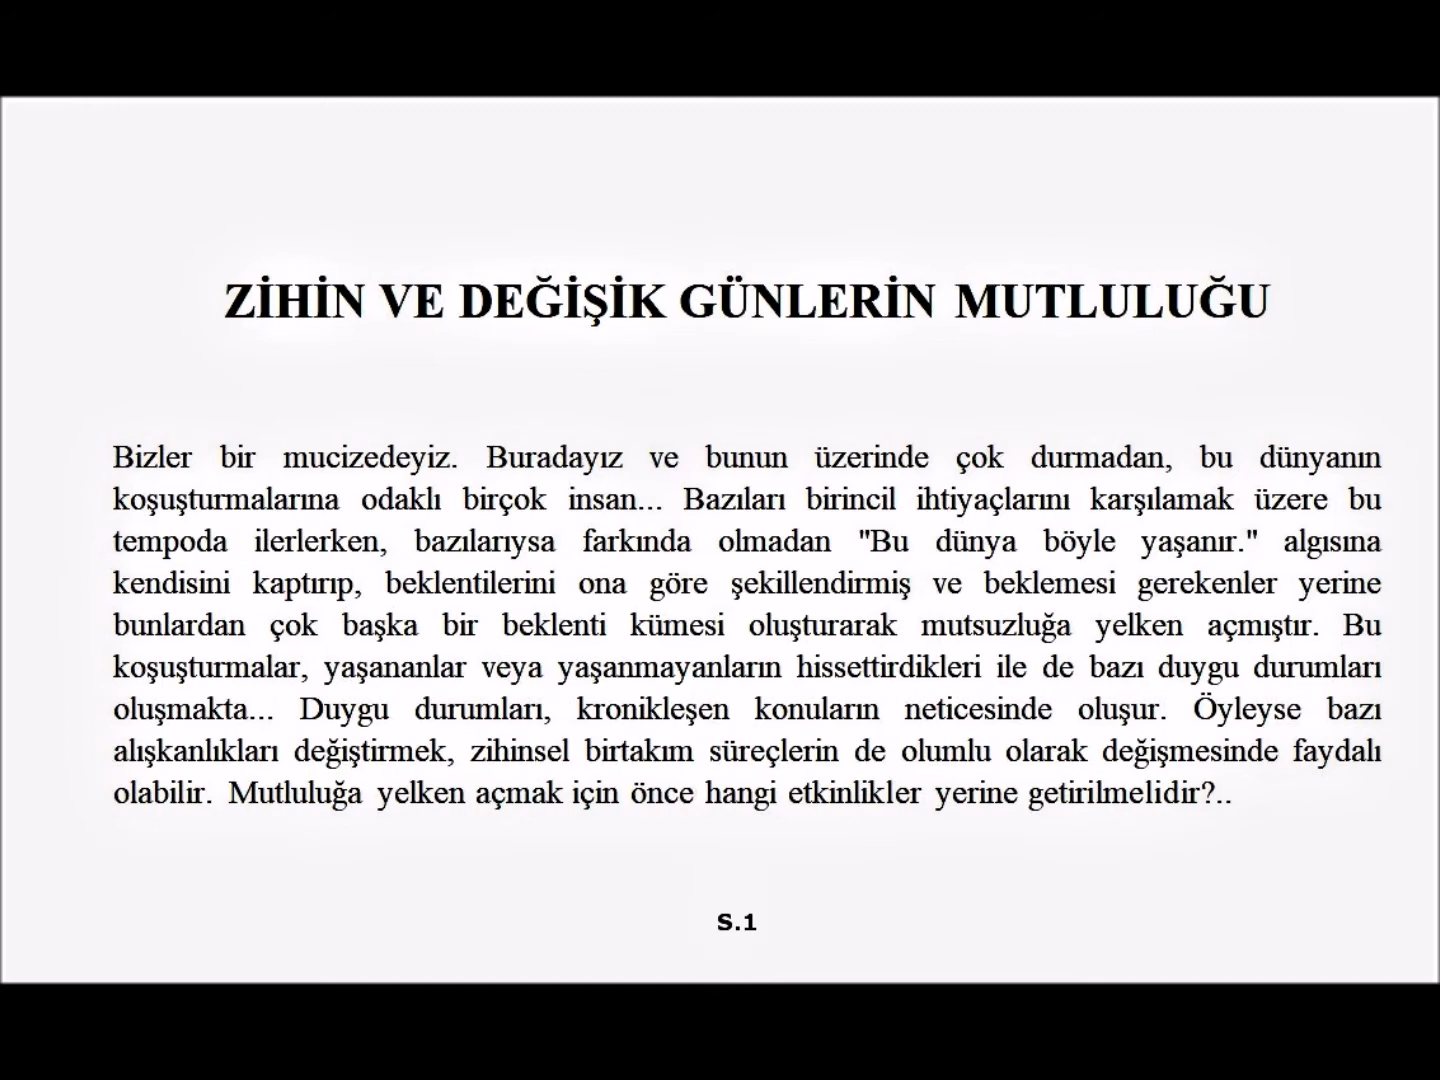 ZİHİN VE DEĞİŞİK GÜNLERİN MUTLULUĞU
Bizler bir mucizedeyiz. Buradayız ve bunun üzerinde çok durmadan, bu dünyanın
koşuşturmalarına odaklı birçok insan... Bazıları birincil ihtiyaçlarını karşılamak üzere bu
tempoda ilerlerken, bazılarıysa farkında olmadan "Bu dünya böyle yaşanır." algısına
kendisini kaptırıp, beklentilerini ona göre şekillendirmiş ve beklemesi gerekenler yerine
bunlardan çok başka bir beklenti kümesi oluşturarak mutsuzluğa yelken açmıştır. Bu
koşuşturmalar, yaşananlar veya yaşanmayanların hissettirdikleri ile de bazı duygu durumları
oluşmakta... Duygu durumları, kronikleşen konuların neticesinde oluşur. Öyleyse bazı
alışkanlıkları değiştirmek, zihinsel birtakım süreçlerin de olumlu olarak değişmesinde faydalı
olabilir. Mutluluğa yelken açmak için önce hangi etkinlikler yerine getirilmelidir?..
S.1